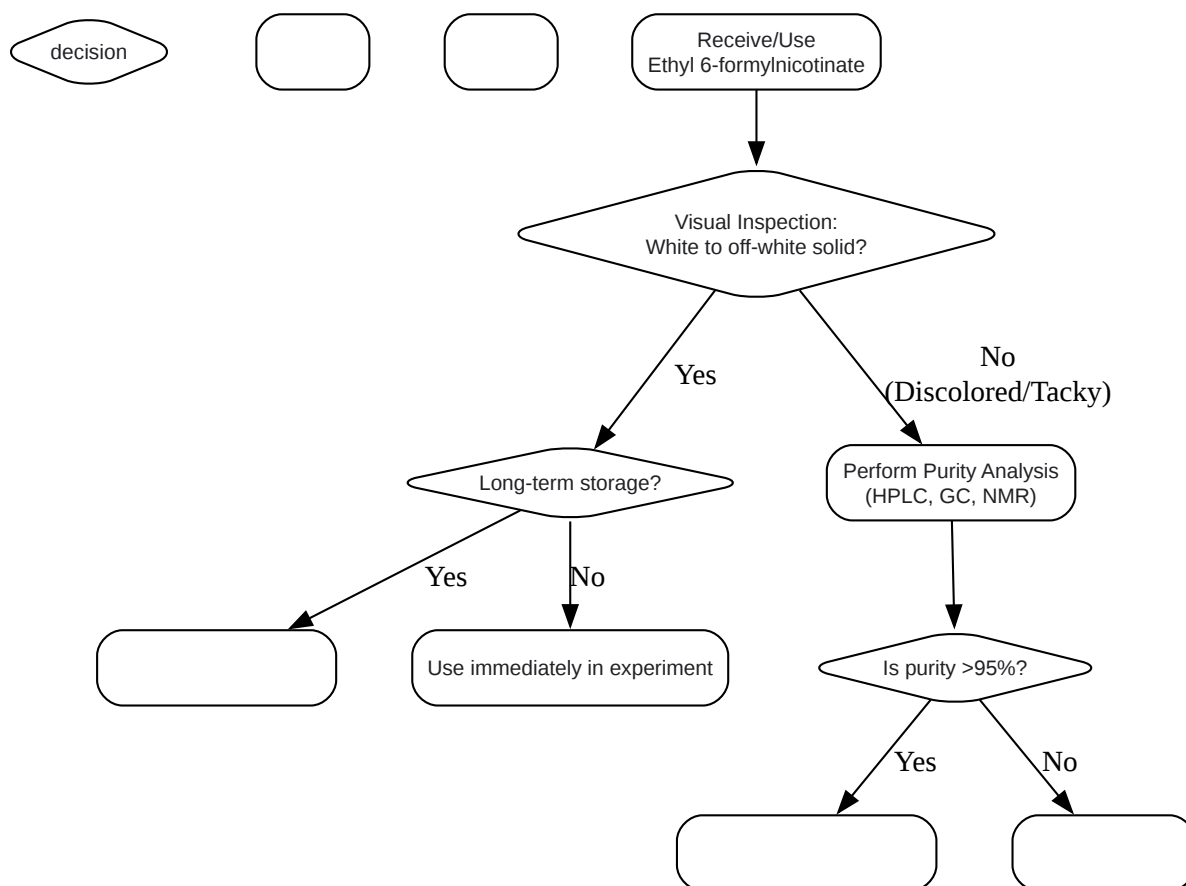 decision
Receive/Use
Ethyl 6-formylnicotinate
Visual Inspection:
White to off-white solid?
Yes
No
(Discolored/Tacky)
Long-term storage?
Perform Purity Analysis
(HPLC, GC, NMR)
Yes
No
Use immediately in experiment
Is purity >95%?
Yes
No